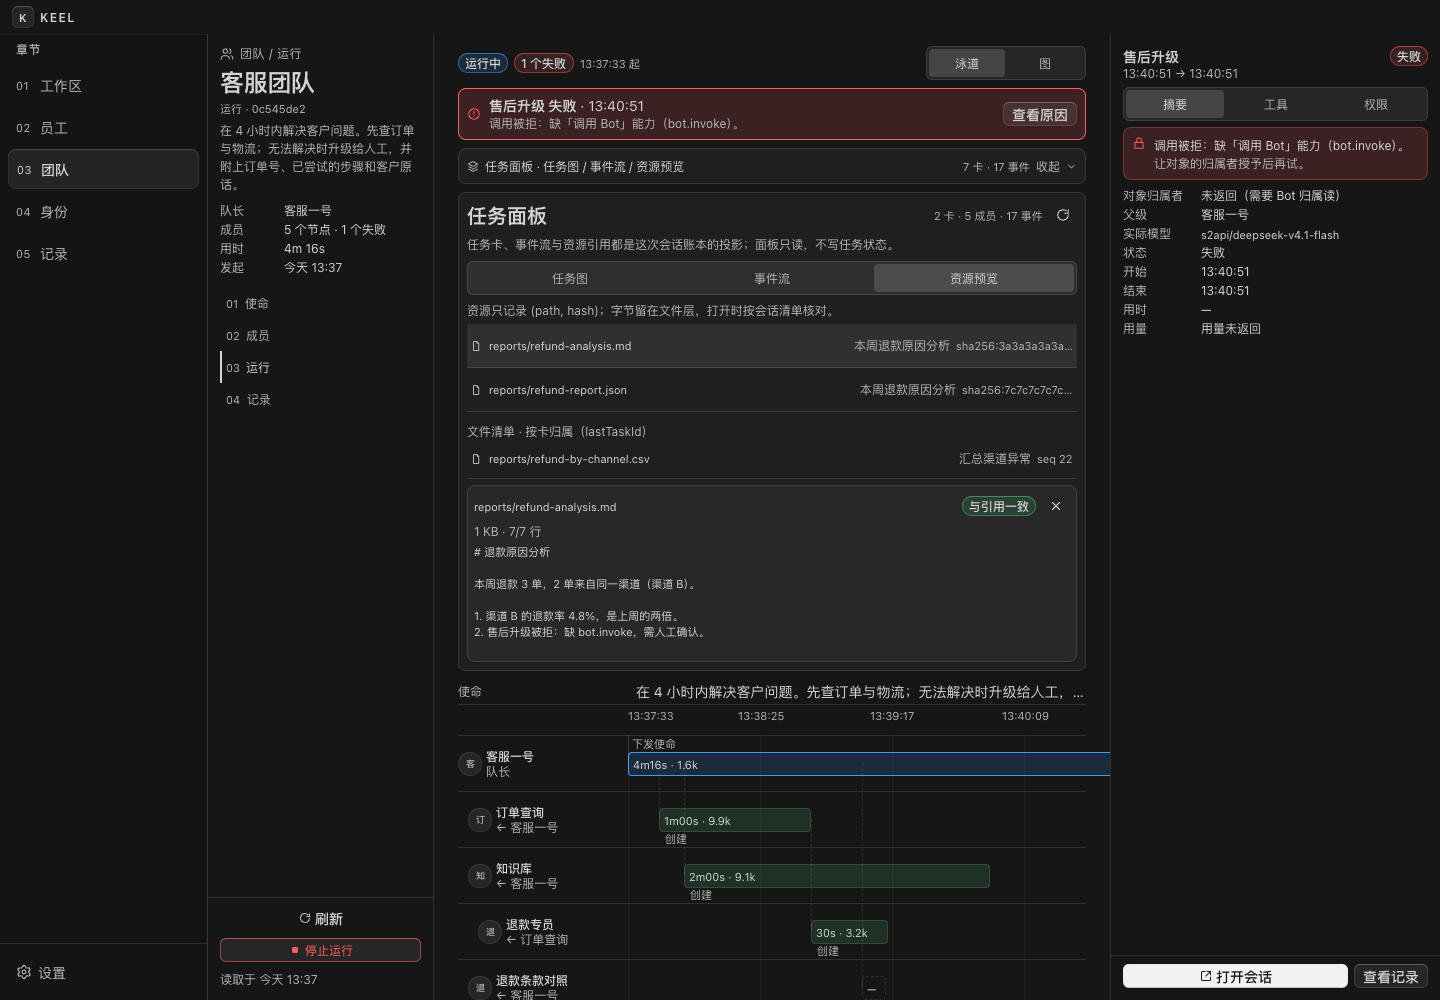 K KEEL
章节
01 工作区
02 员工
03 团队
04 身份
05 记录
设置
团队 / 运行
客服团队
运行 · 0c545de2
在 4 小时内解决客户问题。先查订单
与物流；无法解决时升级给人工，并
附上订单号、已尝试的步骤和客户原
话。
队长 客服一号
成员 5 个节点 · 1 个失败
用时 4m 16s
发起 今天 13:37
01 使命
02 成员
03 运行
04 记录
刷新
停止运行
读取于 今天 13:37
运行中 1 个失败 13:37:33 起
泳道 图
售后升级 失败 · 13:40:51
调用被拒：缺「调用 Bot」能力（bot.invoke）。
查看原因
任务面板 · 任务图 / 事件流 / 资源预览 7 卡 · 17 事件 收起
任务面板 2 卡 · 5 成员 · 17 事件
任务卡、事件流与资源引用都是这次会话账本的投影；面板只读，不写任务状态。
任务图 事件流 资源预览
资源只记录 (path, hash)；字节留在文件层，打开时按会话清单核对。
reports/refund-analysis.md 本周退款原因分析 sha256:3a3a3a3a3a...
reports/refund-report.json 本周退款原因分析 sha256:7c7c7c7c7c...
文件清单 · 按卡归属（lastTaskId）
reports/refund-by-channel.csv 汇总渠道异常 seq 22
reports/refund-analysis.md 与引用一致
1 KB · 7/7 行
# 退款原因分析
本周退款 3 单，2 单来自同一渠道（渠道 B）。
1. 渠道 B 的退款率 4.8%，是上周的两倍。
2. 售后升级被拒：缺 bot.invoke，需人工确认。
使命 在 4 小时内解决客户问题。先查订单与物流；无法解决时升级给人工，...
13:37:33 13:38:25 13:39:17 13:40:09
下发使命
客 客服一号 4m16s · 1.6k
队长
订 订单查询 1m00s · 9.9k
← 客服一号 创建
知 知识库 2m00s · 9.1k
← 客服一号 创建
退 退款专员 30s · 3.2k
← 订单查询 创建
退 退款条款对照 —
← 客服一号
售后升级 失败
13:40:51 → 13:40:51
摘要 工具 权限
调用被拒：缺「调用 Bot」能力（bot.invoke）。
让对象的归属者授予后再试。
对象归属者 未返回（需要 Bot 归属读）
父级 客服一号
实际模型 s2api/deepseek-v4.1-flash
状态 失败
开始 13:40:51
结束 13:40:51
用时 —
用量 用量未返回
打开会话 查看记录